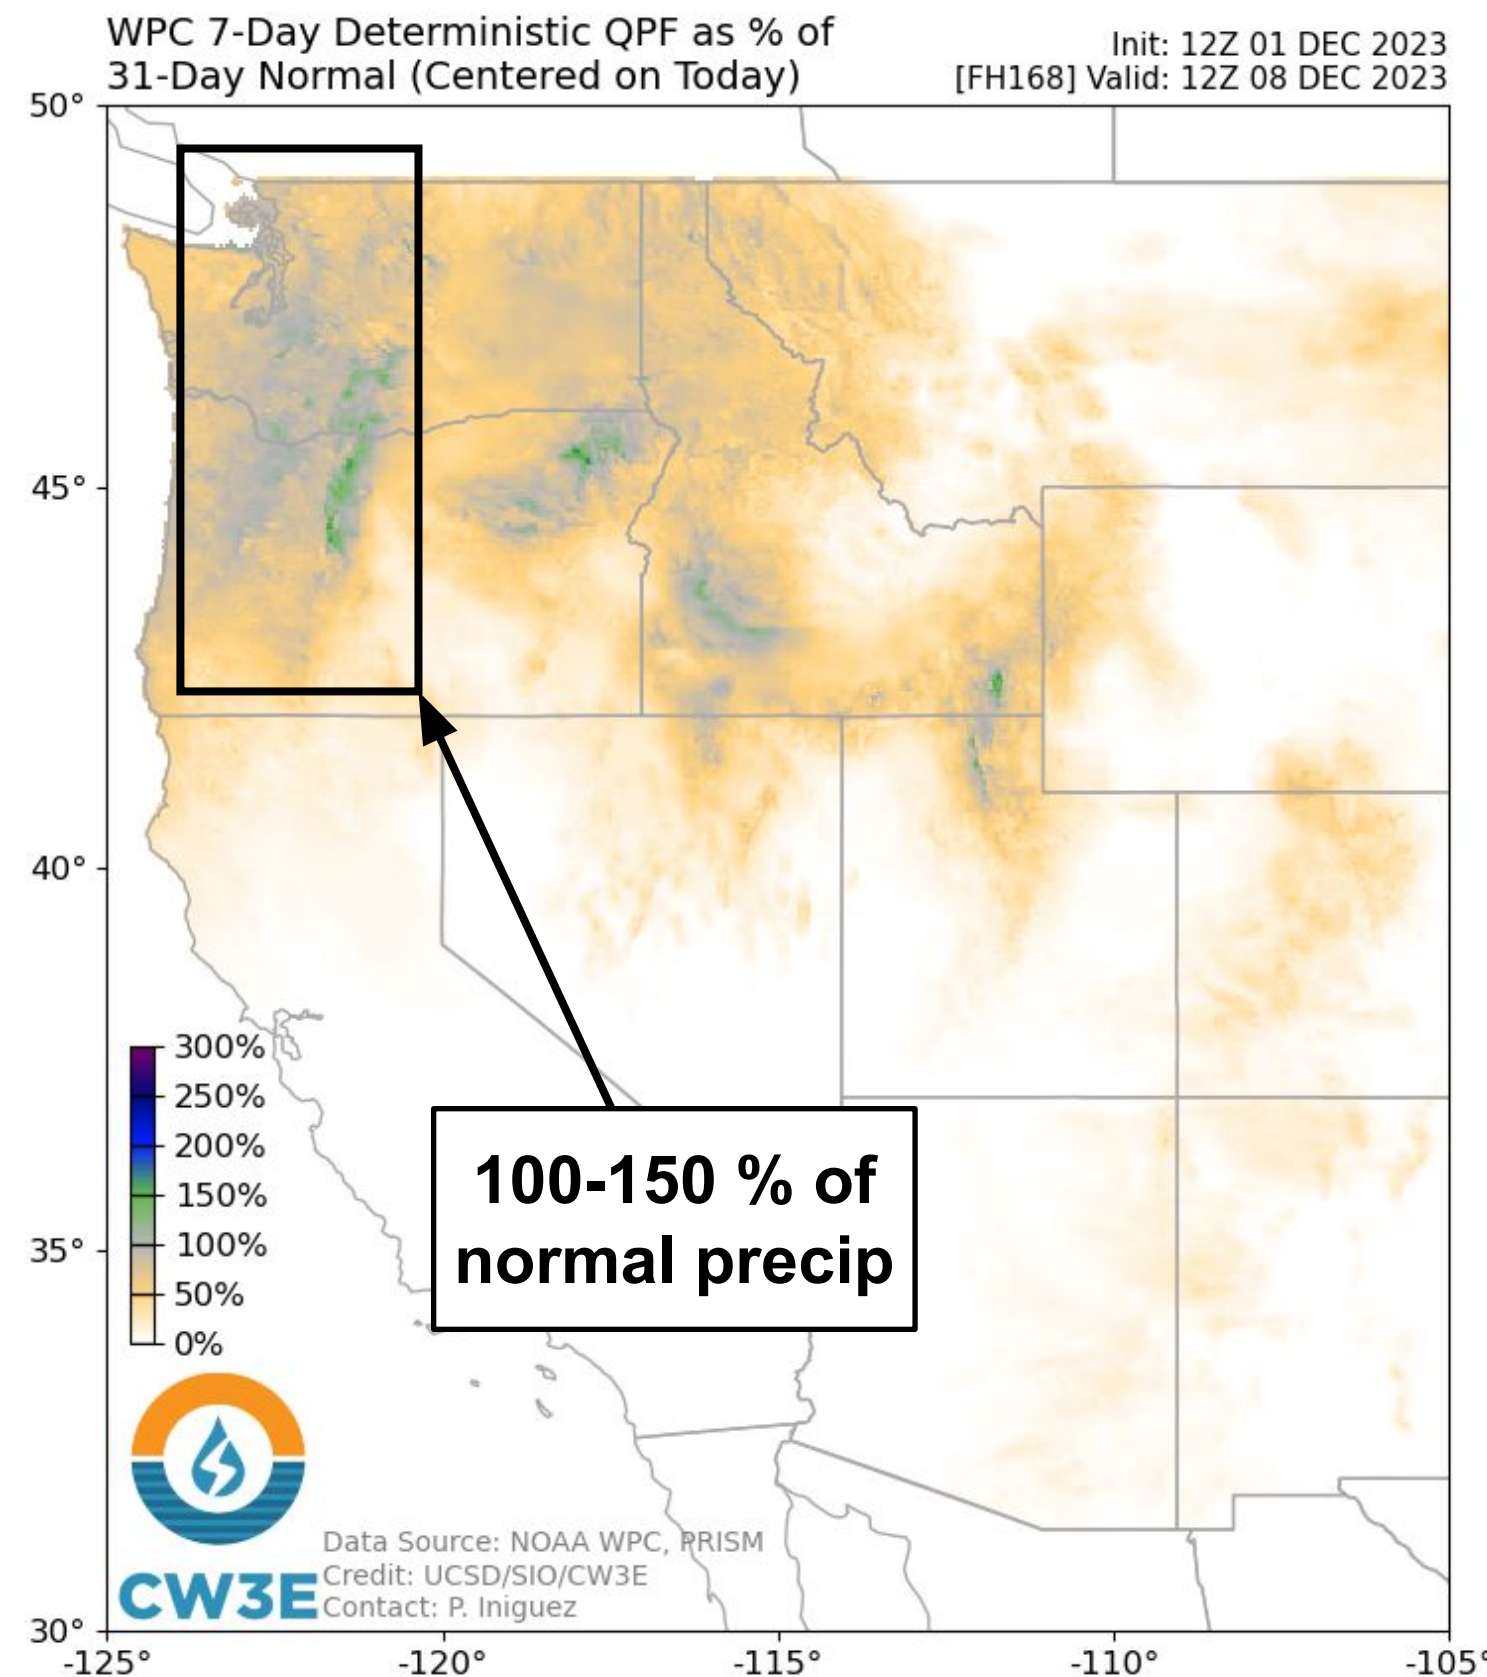 WPC 7-Day Deterministic QPF as % of
31-Day Normal (Centered on Today)
Init: 12Z 01 DEC 2023
[FH168] Valid: 12Z 08 DEC 2023
50°
45°
40°
35°
30°
300%
250%
200%
150%
100%
50%
0%
100-150 % of
normal precip
CW3E
Data Source: NOAA WPC, PRISM
Credit: UCSD/SIO/CW3E
Contact: P. Iniguez
-125°
-120°
-115°
-110°
-105°